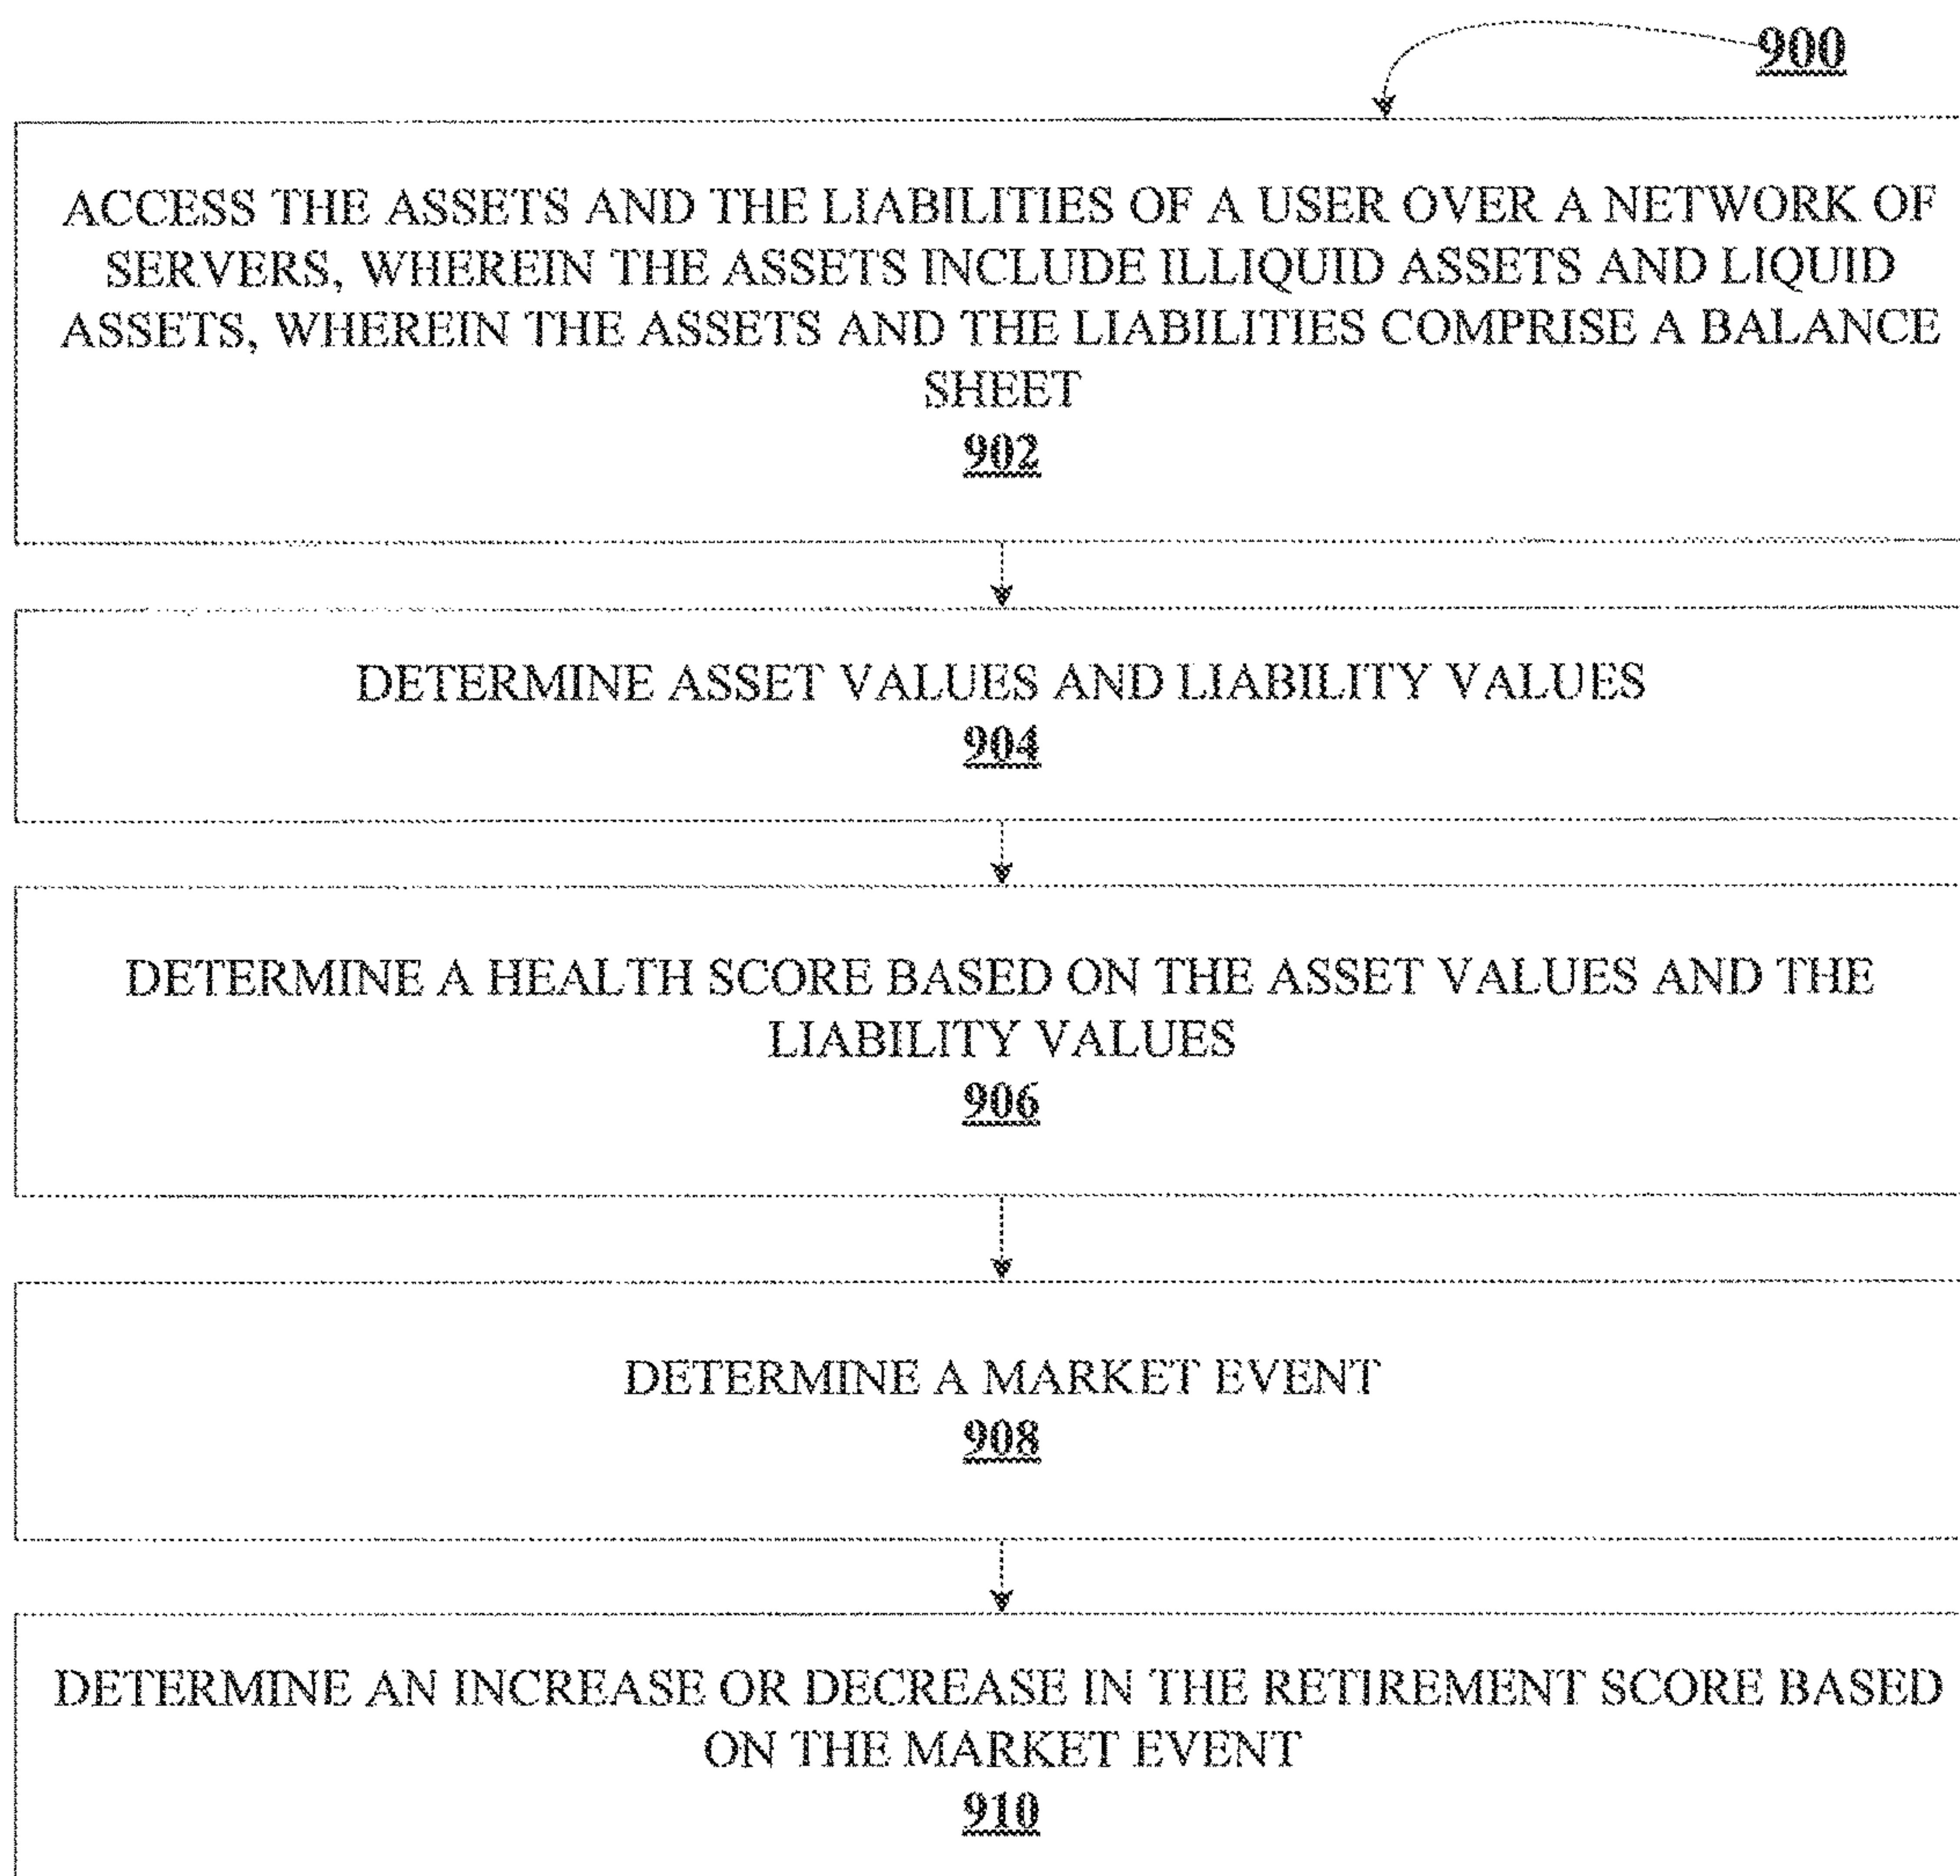 900
ACCESS THE ASSETS AND THE LIABILITIES OF A USER OVER A NETWORK OF
SERVERS, WHEREIN THE ASSETS INCLUDE ILLIQUID ASSETS AND LIQUID
ASSETS, WHEREIN THE ASSETS AND THE LIABILITIES COMPRISE A BALANCE
SHEET
902
DETERMINE ASSET VALUES AND LIABILITY VALUES
904
DETERMINE A HEALTH SCORE BASED ON THE ASSET VALUES AND THE
LIABILITY VALUES
906
DETERMINE A MARKET EVENT
908
DETERMINE AN INCREASE OR DECREASE IN THE RETIREMENT SCORE BASED
ON THE MARKET EVENT
910